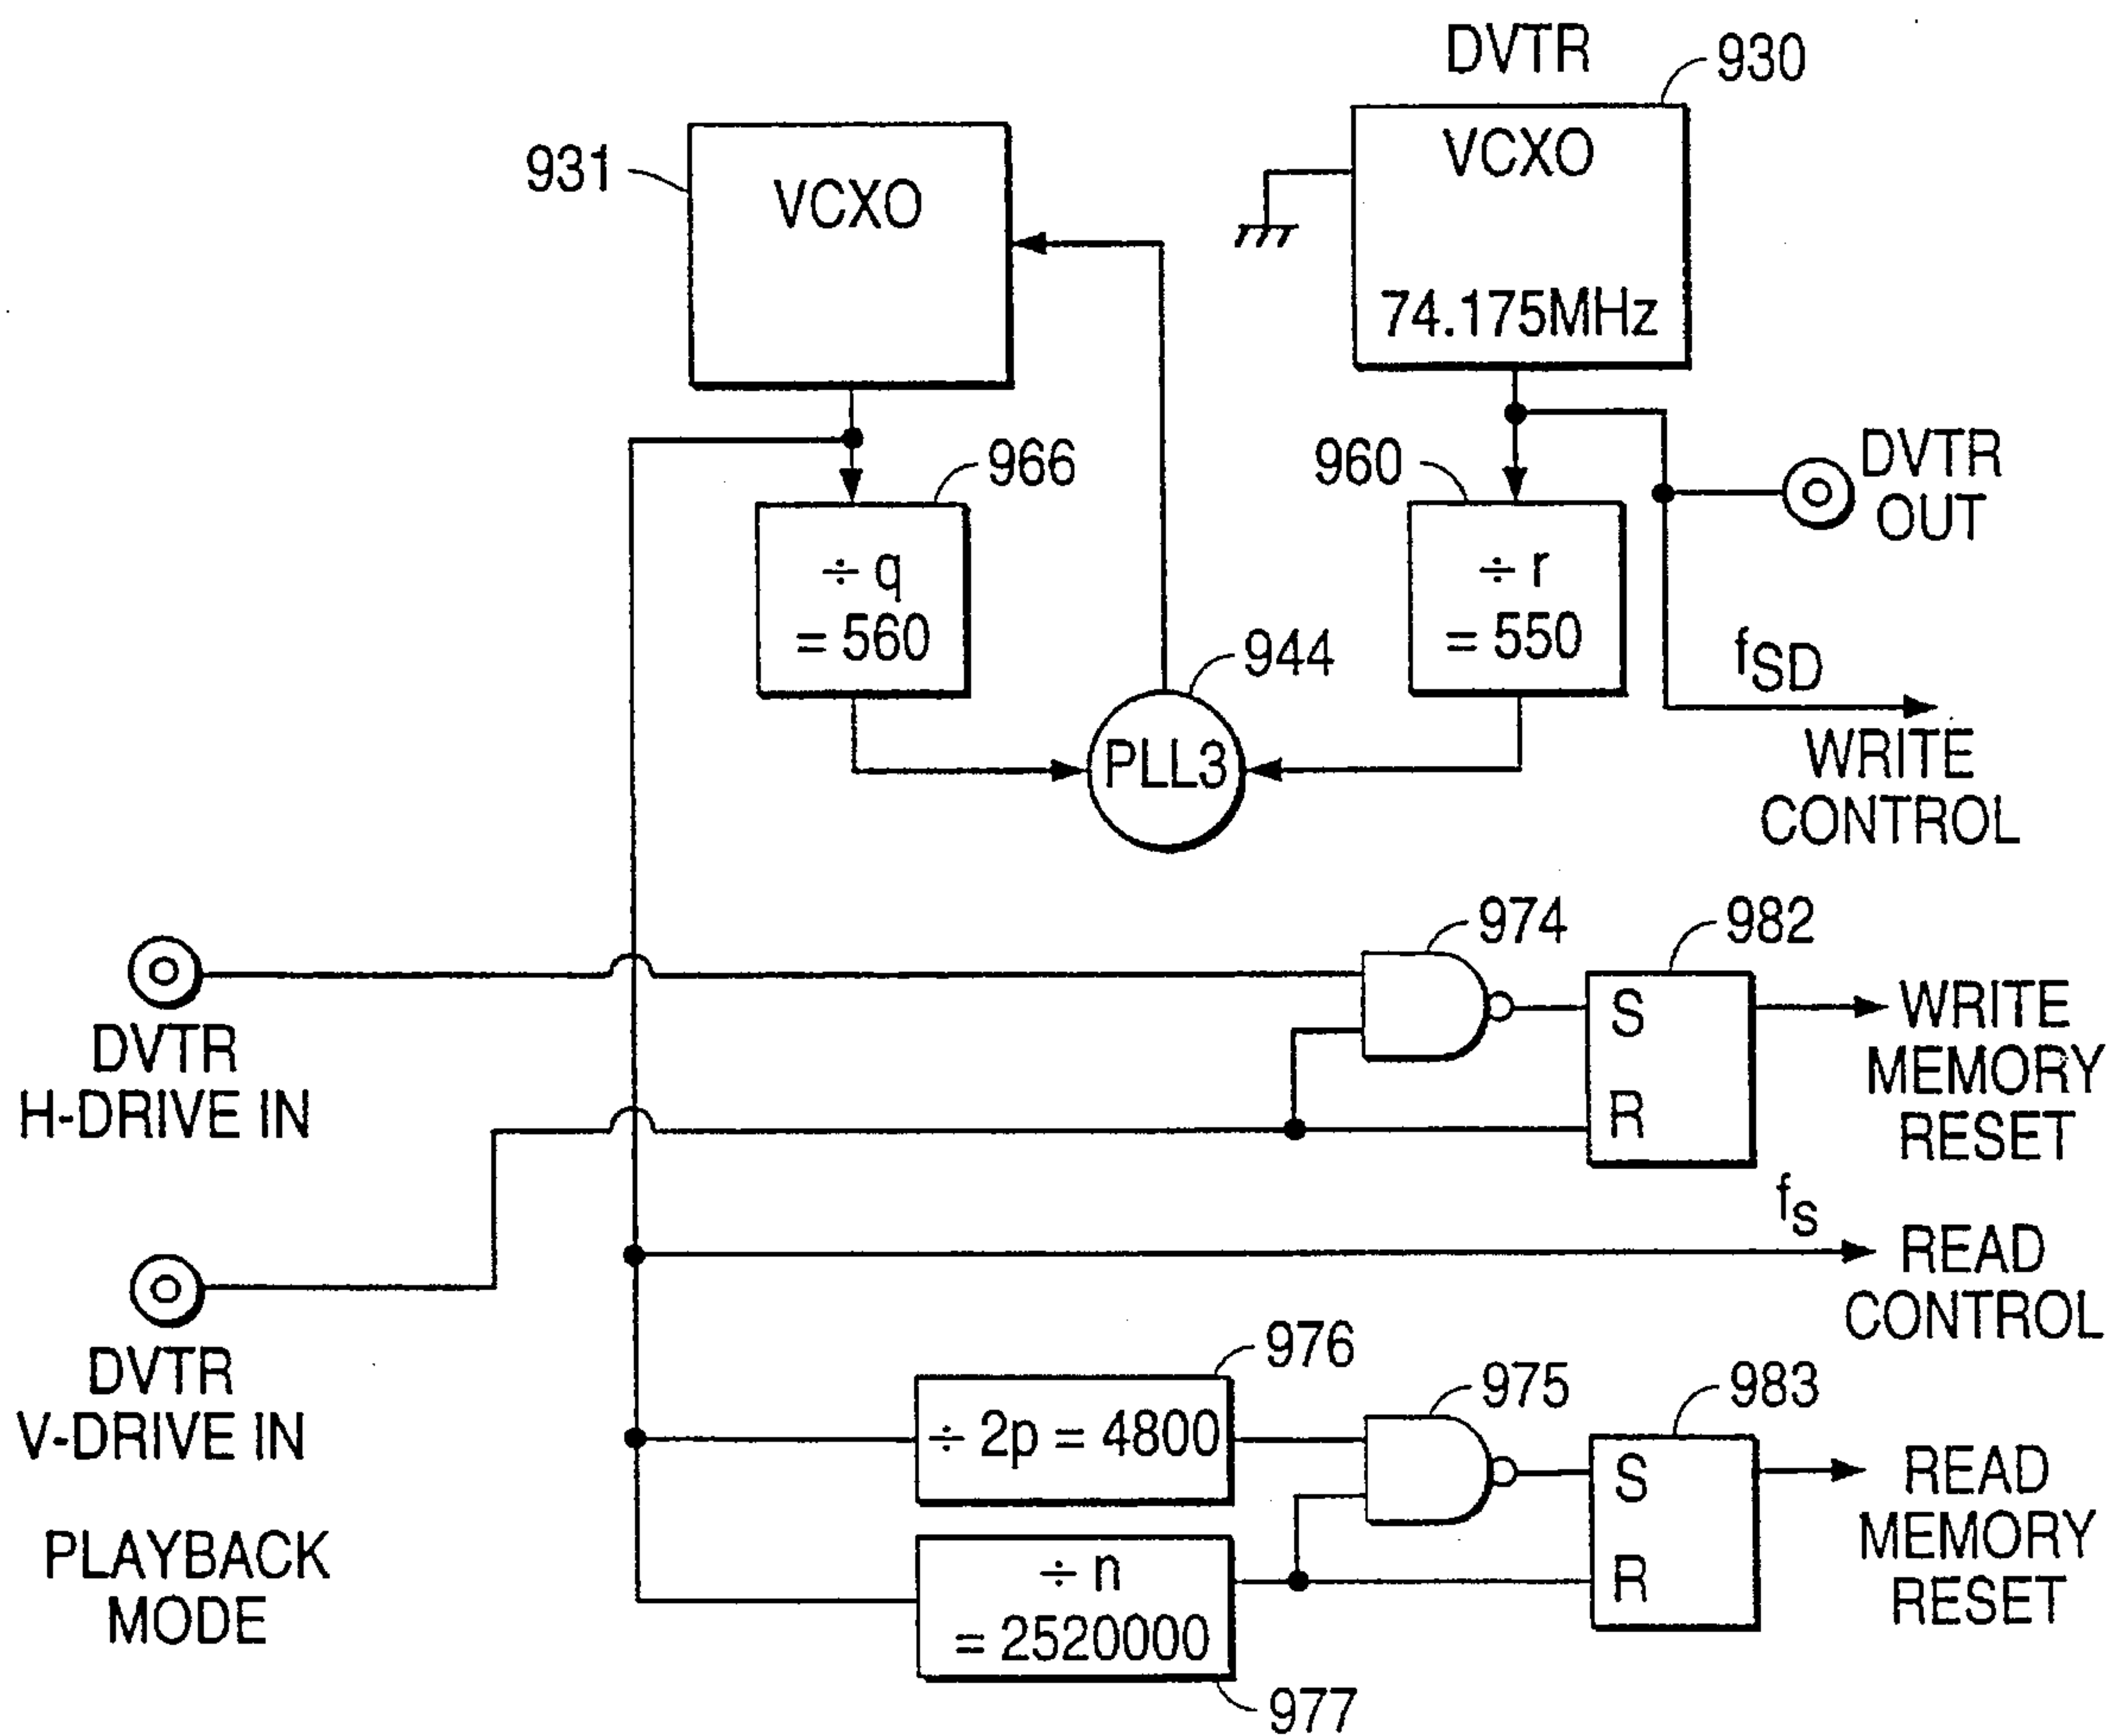 DVTR
930
VCXO
74.175MHz
931
VCXO
966
÷ q
= 560
960
÷ r
= 550
DVTR
OUT
944
PLL3
fSD
WRITE
CONTROL
974
982
DVTR
H-DRIVE IN
S
R
WRITE
MEMORY
RESET
fS
READ
CONTROL
DVTR
V-DRIVE IN
976
÷ 2p = 4800
975
983
S
R
READ
MEMORY
RESET
÷ n
= 2520000
977
PLAYBACK
MODE